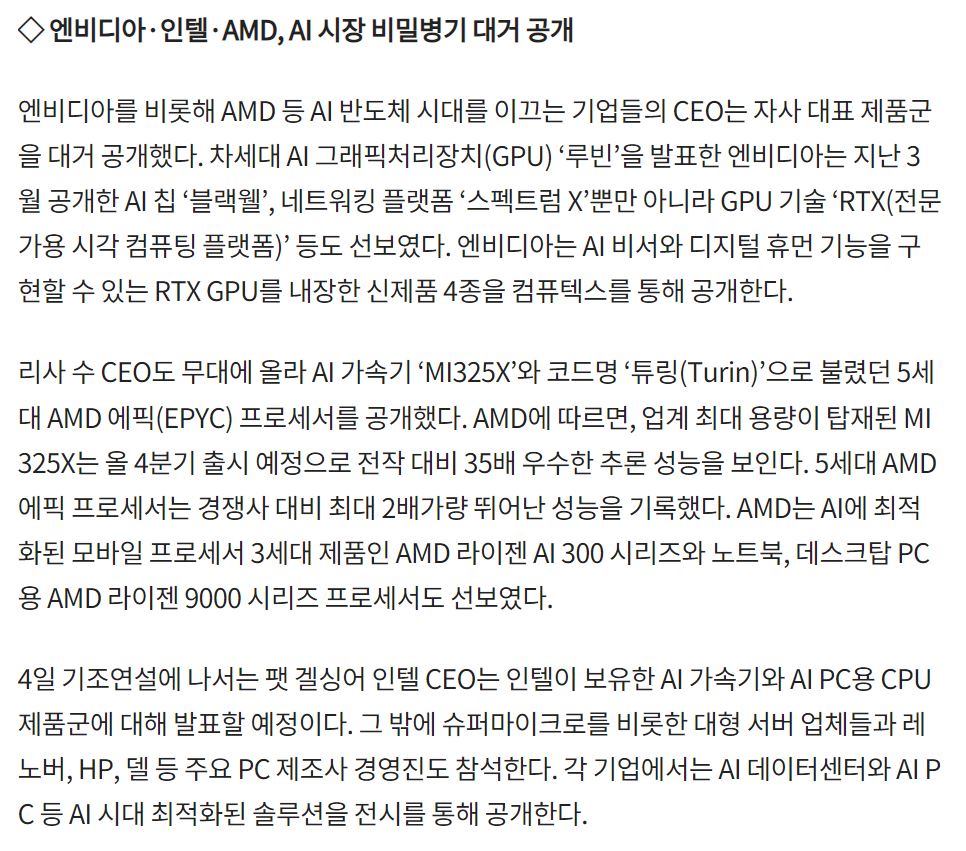 ◇ 엔비디아·인텔·AMD, AI 시장 비밀병기 대거 공개
엔비디아를 비롯해 AMD 등 AI 반도체 시대를 이끄는 기업들의 CEO는 자사 대표 제품군
을 대거 공개했다. 차세대 AI 그래픽처리장치(GPU) ‘루빈’을 발표한 엔비디아는 지난 3
월 공개한 AI 칩 ‘블랙웰’, 네트워킹 플랫폼 ‘스펙트럼 X’뿐만 아니라 GPU 기술 ‘RTX(전문
가용 시각 컴퓨팅 플랫폼)’ 등도 선보였다. 엔비디아는 AI 비서와 디지털 휴먼 기능을 구
현할 수 있는 RTX GPU를 내장한 신제품 4종을 컴퓨텍스를 통해 공개한다.
리사 수 CEO도 무대에 올라 AI 가속기 ‘MI325X’와 코드명 ‘튜링(Turin)’으로 불렸던 5세
대 AMD 에픽(EPYC) 프로세서를 공개했다. AMD에 따르면, 업계 최대 용량이 탑재된 MI
325X는 올 4분기 출시 예정으로 전작 대비 35배 우수한 추론 성능을 보인다. 5세대 AMD
에픽 프로세서는 경쟁사 대비 최대 2배가량 뛰어난 성능을 기록했다. AMD는 AI에 최적
화된 모바일 프로세서 3세대 제품인 AMD 라이젠 AI 300 시리즈와 노트북, 데스크탑 PC
용 AMD 라이젠 9000 시리즈 프로세서도 선보였다.
4일 기조연설에 나서는 팻 겔싱어 인텔 CEO는 인텔이 보유한 AI 가속기와 AI PC용 CPU
제품군에 대해 발표할 예정이다. 그 밖에 슈퍼마이크로를 비롯한 대형 서버 업체들과 레
노버, HP, 델 등 주요 PC 제조사 경영진도 참석한다. 각 기업에서는 AI 데이터센터와 AI P
C 등 AI 시대 최적화된 솔루션을 전시를 통해 공개한다.